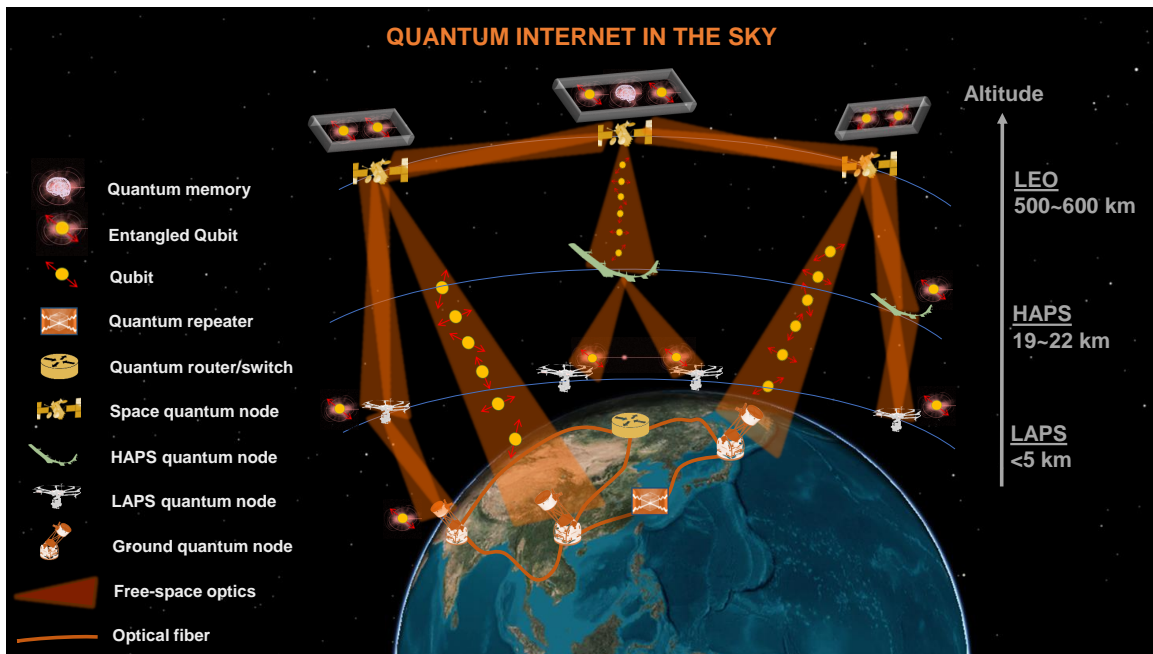 QUANTUM INTERNET IN THE SKY
Altitude
Quantum memory
Entangled Qubit
Qubit
Quantum repeater
Quantum router/switch
Space quantum node
HAPS quantum node
LAPS quantum node
Ground quantum node
Free-space optics
Optical fiber
LEO
500~600 km
HAPS
19~22 km
LAPS
<5 km